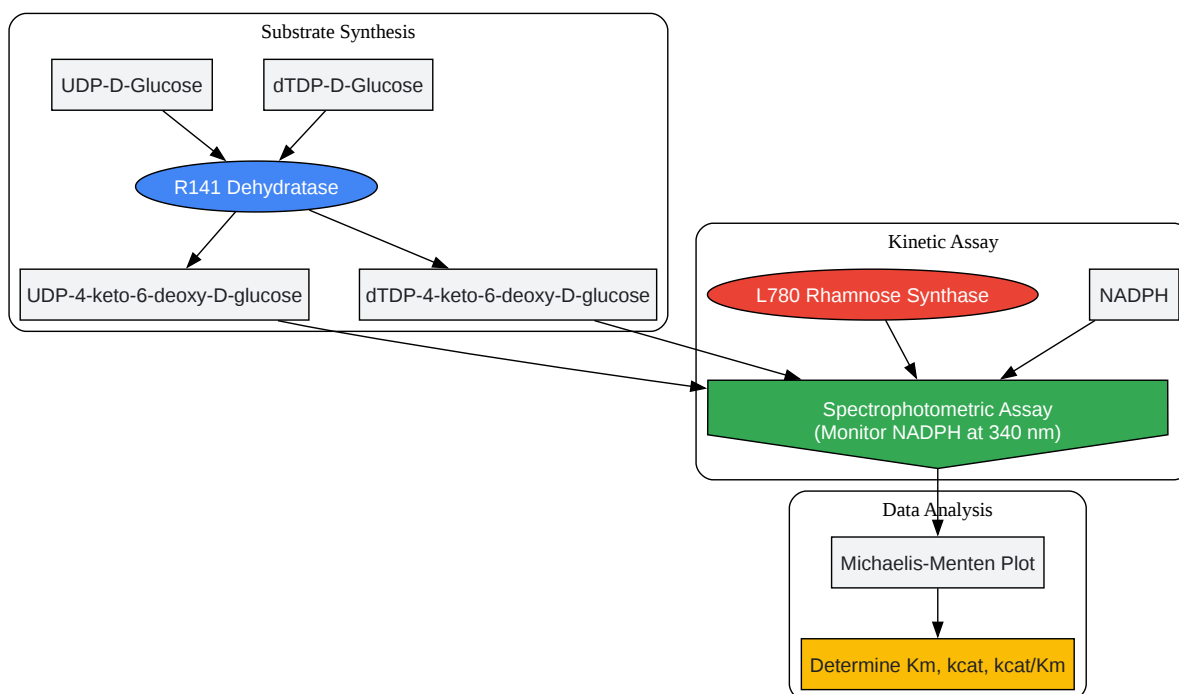 Substrate Synthesis
UDP-D-Glucose
dTDP-D-Glucose
R141 Dehydratase
UDP-4-keto-6-deoxy-D-glucose
dTDP-4-keto-6-deoxy-D-glucose
Kinetic Assay
L780 Rhamnose Synthase
NADPH
Spectrophotometric Assay
(Monitor NADPH at 340 nm)
Data Analysis
Michaelis-Menten Plot
Determine Km, kcat, kcat/Km